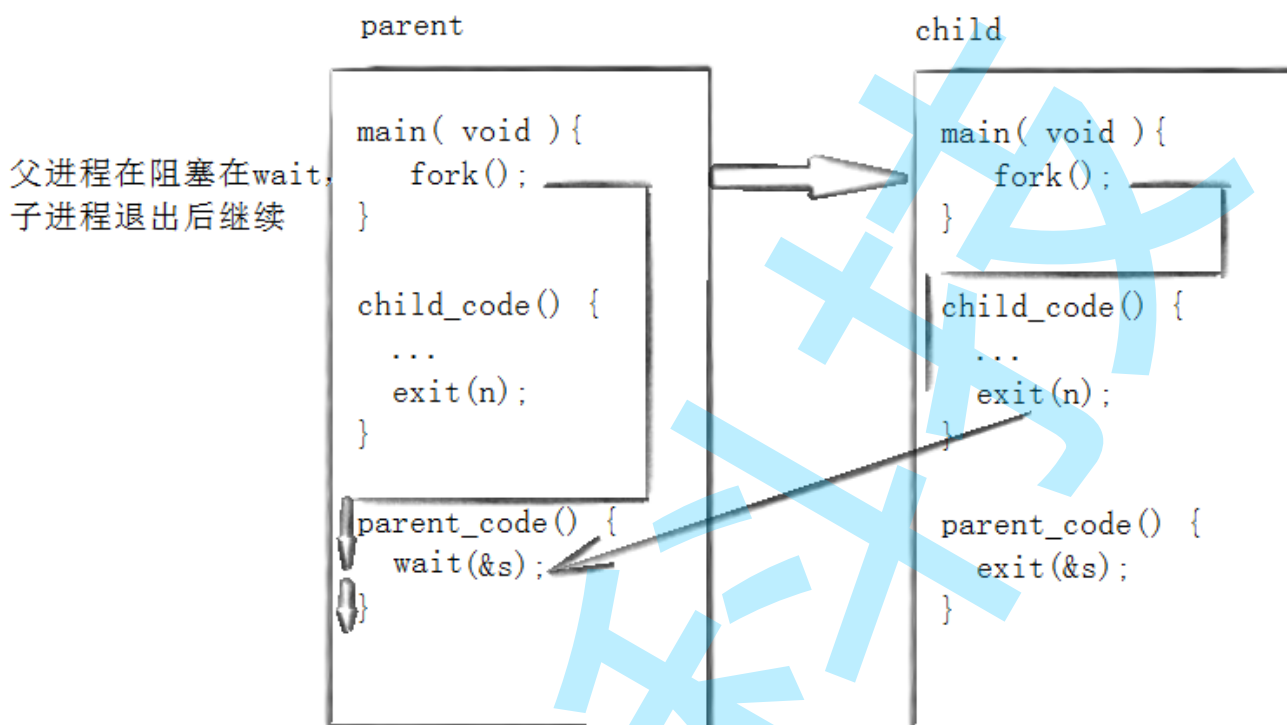 parent
child
父进程在阻塞在wait,
子进程退出后继续
main( void ){
fork();
}
child_code() {
...
exit(n);
}
parent_code() {
wait(&s);
}
main( void ){
fork();
}
child_code() {
...
exit(n);
}
parent_code() {
exit(&s);
}